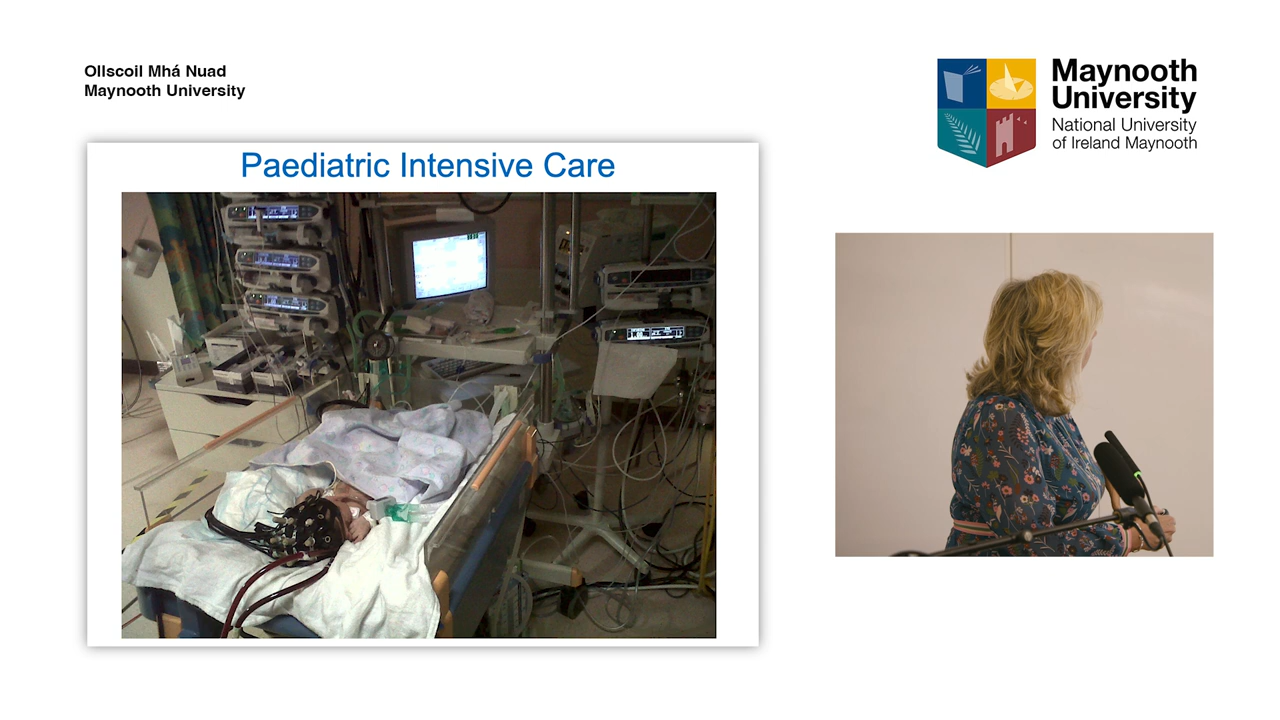 Ollscoil Mhá Nuad
Maynooth University
Maynooth
University
National University
of Ireland Maynooth
Paediatric Intensive Care